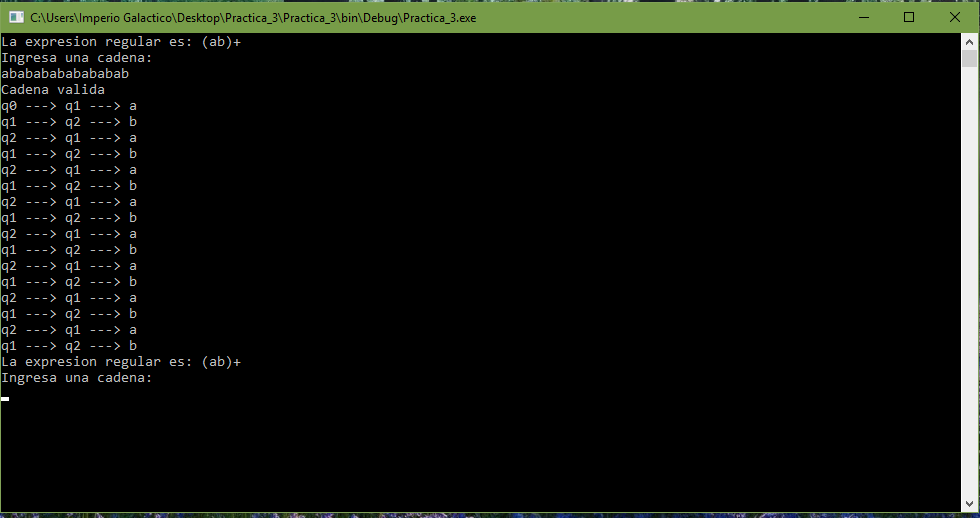 C:\Users\Imperio Galactico\Desktop\Practica_3\Practica_3\bin\Debug\Practica_3.exe
La expresion regular es: (ab)+
Ingresa una cadena:
abababababababab
Cadena valida
q0 ---> q1 ---> a
q1 ---> q2 ---> b
q2 ---> q1 ---> a
q1 ---> q2 ---> b
q2 ---> q1 ---> a
q1 ---> q2 ---> b
q2 ---> q1 ---> a
q1 ---> q2 ---> b
q2 ---> q1 ---> a
q1 ---> q2 ---> b
q2 ---> q1 ---> a
q1 ---> q2 ---> b
q2 ---> q1 ---> a
q1 ---> q2 ---> b
q2 ---> q1 ---> a
q1 ---> q2 ---> b
La expresion regular es: (ab)+
Ingresa una cadena: